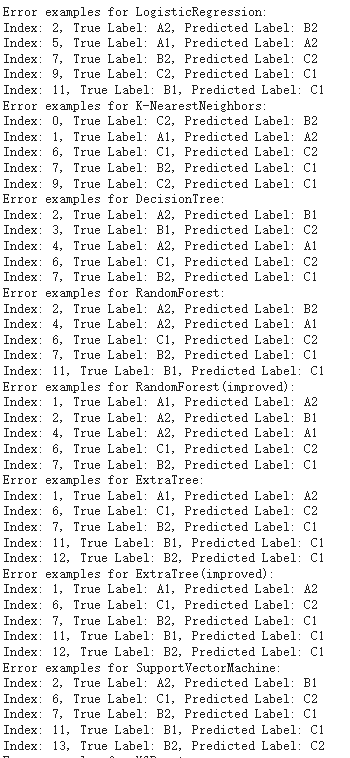 Error examples for LogisticRegression:
Index: 2, True Label: A2, Predicted Label: B2
Index: 5, True Label: A1, Predicted Label: A2
Index: 7, True Label: B2, Predicted Label: C2
Index: 9, True Label: C2, Predicted Label: C1
Index: 11, True Label: B1, Predicted Label: C1
Error examples for K-NearestNeighbors:
Index: 0, True Label: C2, Predicted Label: B2
Index: 1, True Label: A1, Predicted Label: A2
Index: 6, True Label: C1, Predicted Label: C2
Index: 7, True Label: B2, Predicted Label: C1
Index: 9, True Label: C2, Predicted Label: C1
Error examples for DecisionTree:
Index: 2, True Label: A2, Predicted Label: B1
Index: 3, True Label: B1, Predicted Label: C2
Index: 4, True Label: A2, Predicted Label: A1
Index: 6, True Label: C1, Predicted Label: C2
Index: 7, True Label: B2, Predicted Label: C1
Error examples for RandomForest:
Index: 2, True Label: A2, Predicted Label: B2
Index: 4, True Label: A2, Predicted Label: A1
Index: 6, True Label: C1, Predicted Label: C2
Index: 7, True Label: B2, Predicted Label: C1
Index: 11, True Label: B1, Predicted Label: C1
Error examples for RandomForest(improved):
Index: 1, True Label: A1, Predicted Label: A2
Index: 2, True Label: A2, Predicted Label: B1
Index: 4, True Label: A2, Predicted Label: A1
Index: 6, True Label: C1, Predicted Label: C2
Index: 7, True Label: B2, Predicted Label: C1
Error examples for ExtraTree:
Index: 1, True Label: A1, Predicted Label: A2
Index: 6, True Label: C1, Predicted Label: C2
Index: 7, True Label: B2, Predicted Label: C1
Index: 11, True Label: B1, Predicted Label: C1
Index: 12, True Label: B2, Predicted Label: C1
Error examples for ExtraTree(improved):
Index: 1, True Label: A1, Predicted Label: A2
Index: 6, True Label: C1, Predicted Label: C2
Index: 7, True Label: B2, Predicted Label: C1
Index: 11, True Label: B1, Predicted Label: C1
Index: 12, True Label: B2, Predicted Label: C1
Error examples for SupportVectorMachine:
Index: 2, True Label: A2, Predicted Label: B1
Index: 6, True Label: C1, Predicted Label: C2
Index: 7, True Label: B2, Predicted Label: C1
Index: 11, True Label: B1, Predicted Label: C1
Index: 13, True Label: B2, Predicted Label: C2